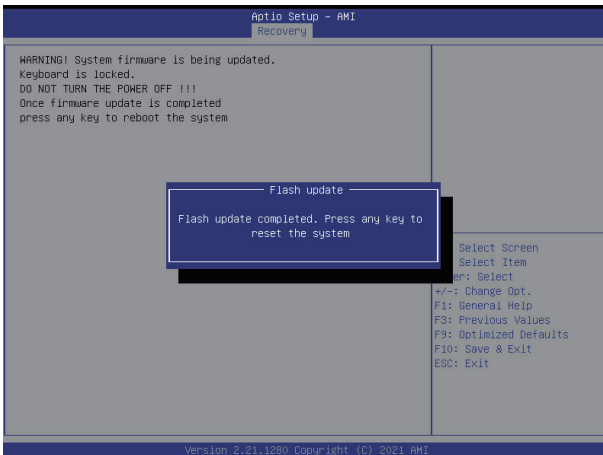 Aptio Setup – AMI
Recovery
WARNING! System firmware is being updated.
Keyboard is locked.
DO NOT TURN THE POWER OFF !!!
Once firmware update is completed
press any key to reboot the system
Flash update
Flash update completed. Press any key to
reset the system
Select Screen
Select Item
er: Select
+/-: Change Opt.
F1: General Help
F3: Previous Values
F9: Optimized Defaults
F10: Save & Exit
ESC: Exit
Version 2.21.1280 Copyright (C) 2021 AMI